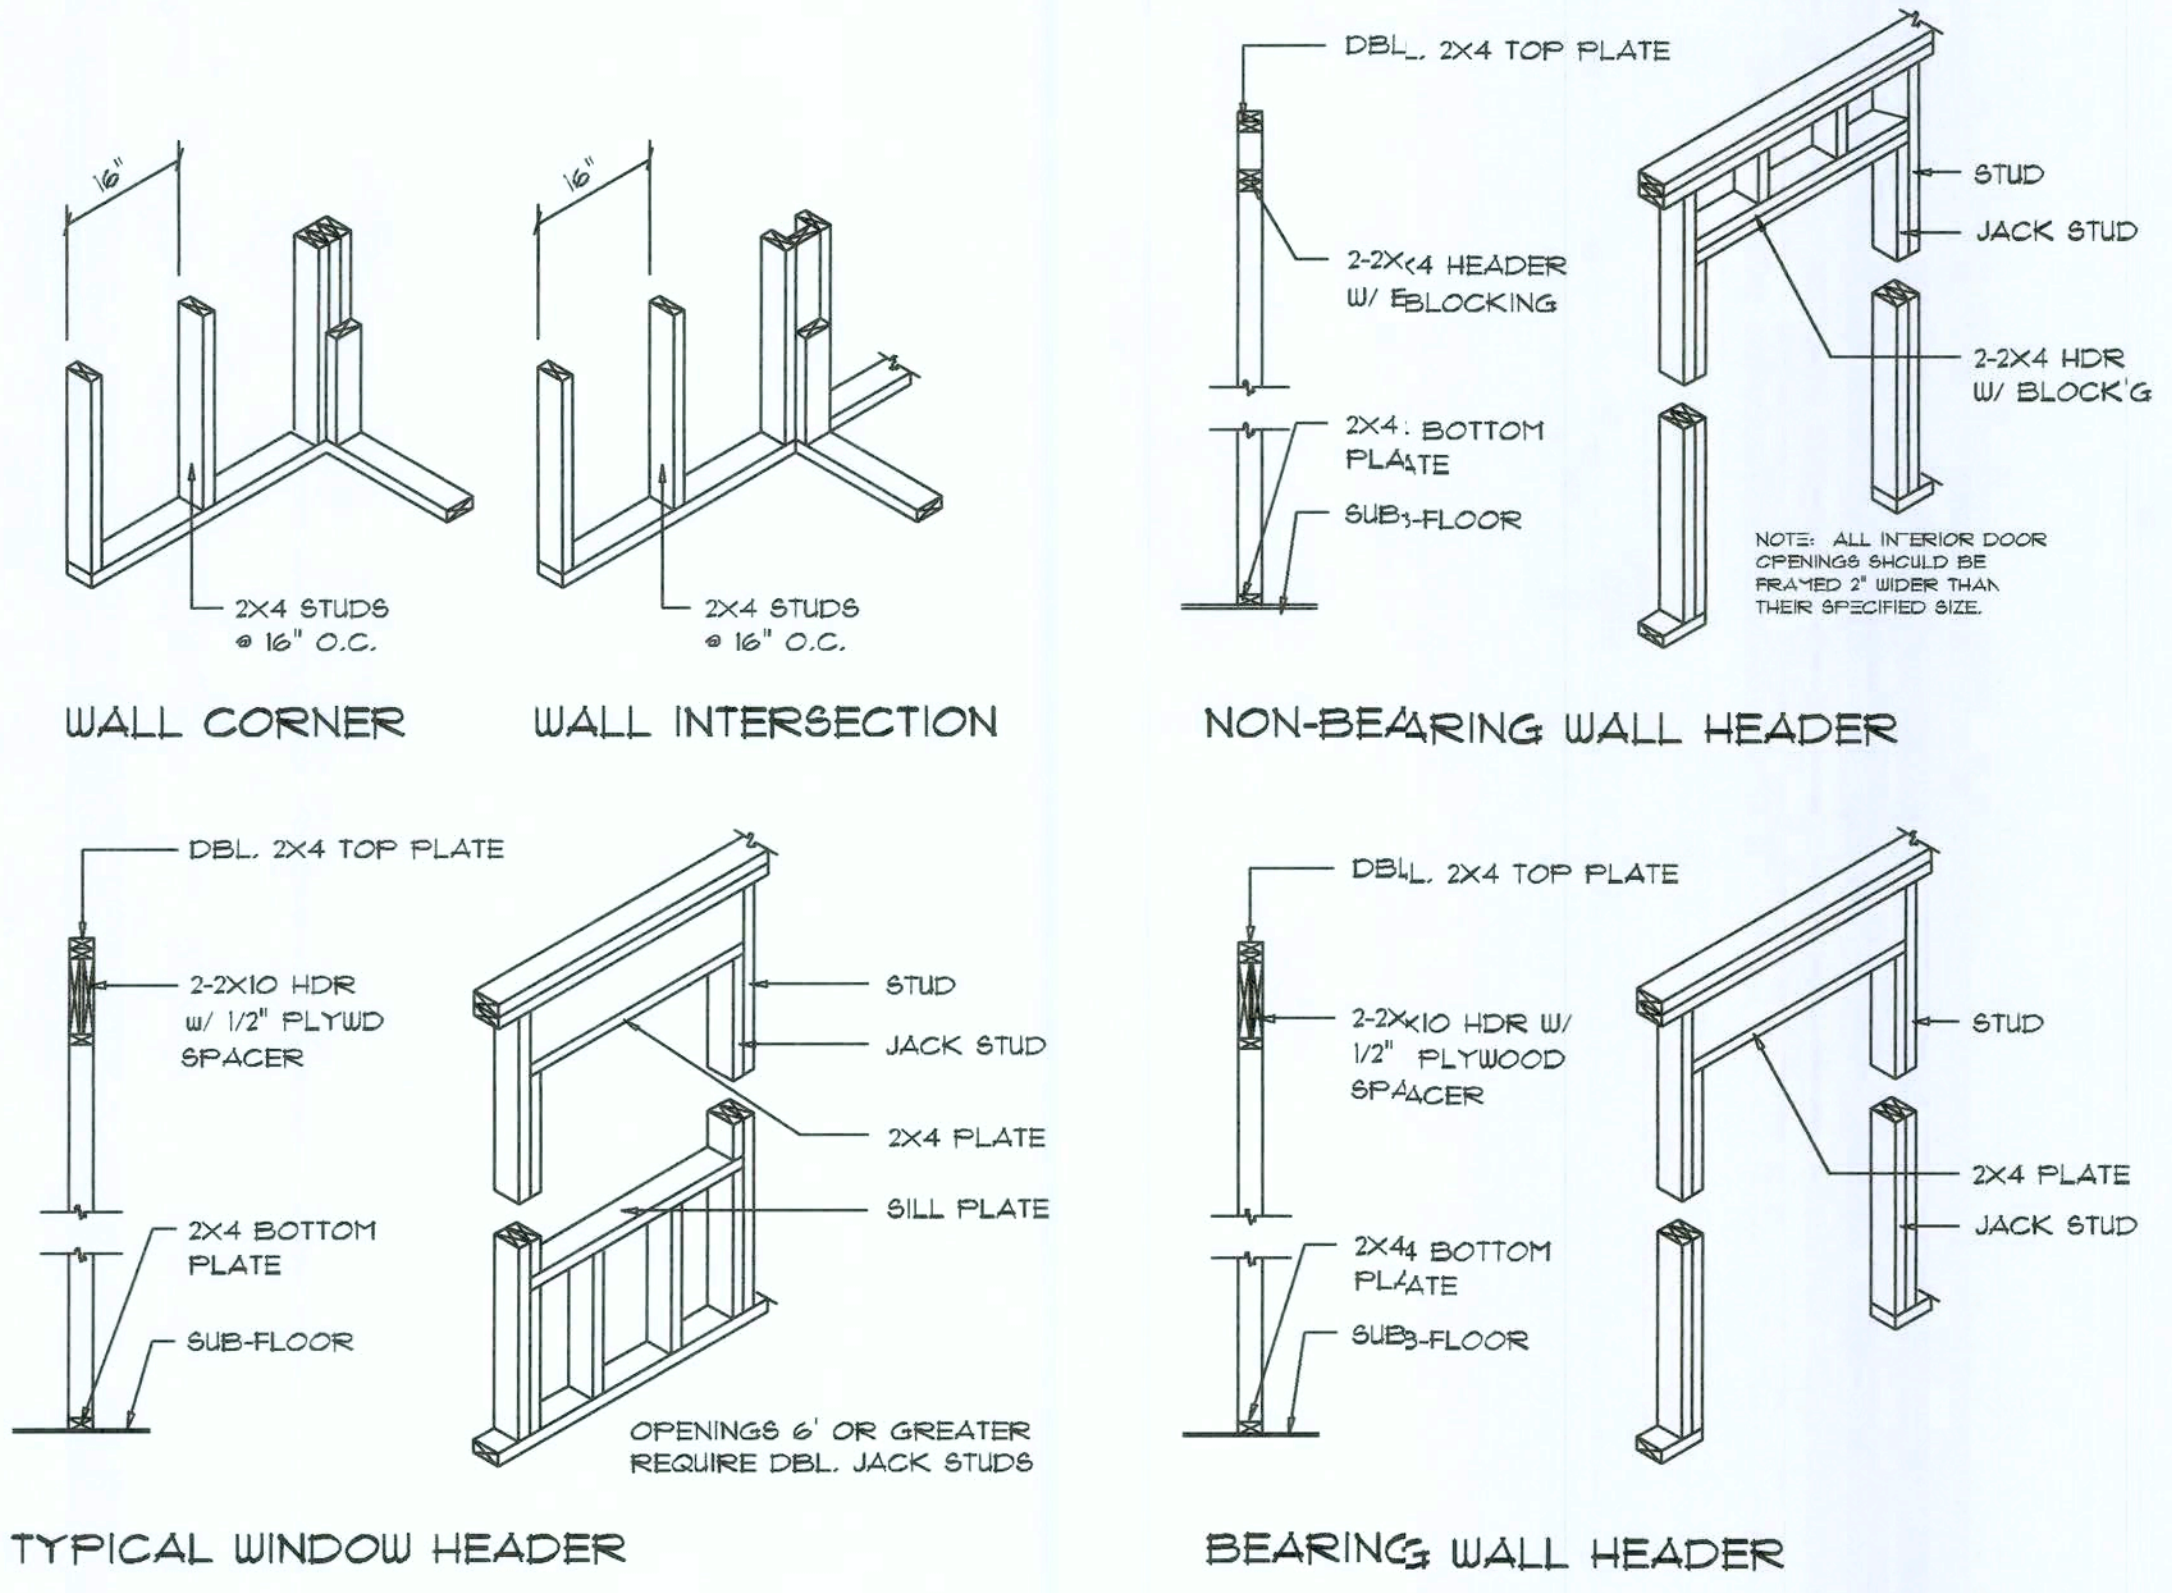 16"
2X4 STUDS
@ 16" O.C.
WALL CORNER
16"
2X4 STUDS
@ 16" O.C.
WALL INTERSECTION
DBL. 2X4 TOP PLATE
2-2X4 HEADER
W/ BLOCKING
2X4 BOTTOM
PLATE
SUB-FLOOR
STUD
JACK STUD
2-2X4 HDR
W/ BLOCK'G
NOTE: ALL INTERIOR DOOR
OPENINGS SHOULD BE
FRAMED 2" WIDER THAN
THEIR SPECIFIED SIZE.
NON-BEARING WALL HEADER
DBL. 2X4 TOP PLATE
2-2X10 HDR
W/ 1/2" PLYWD
SPACER
2X4 BOTTOM
PLATE
SUB-FLOOR
STUD
JACK STUD
2X4 PLATE
SILL PLATE
OPENINGS 6' OR GREATER
REQUIRE DBL. JACK STUDS
TYPICAL WINDOW HEADER
DBL. 2X4 TOP PLATE
2-2X10 HDR W/
1/2" PLYWOOD
SPACER
2X4 BOTTOM
PLATE
SUB-FLOOR
STUD
2X4 PLATE
JACK STUD
BEARING WALL HEADER